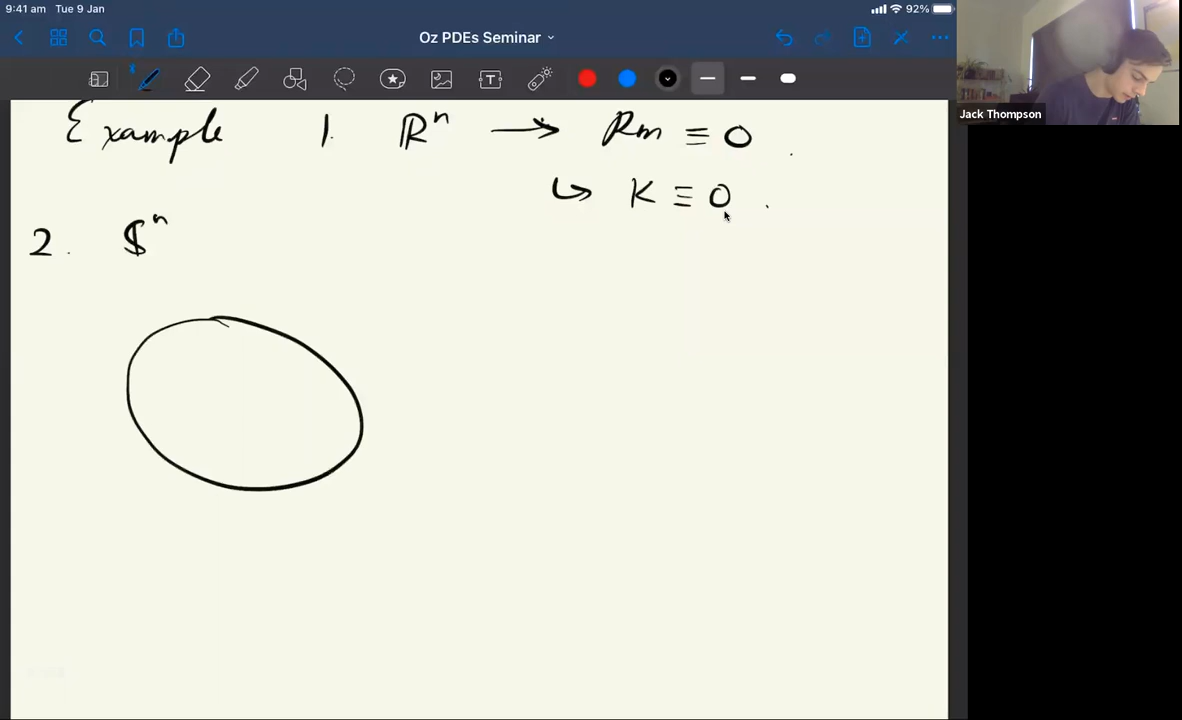 9:41 am Tue 9 Jan
92%
Oz PDEs Seminar
Jack Thompson
Example 1. ℝⁿ → Rm ≡ 0.
↪ K ≡ 0.
2. 𝕊ⁿ